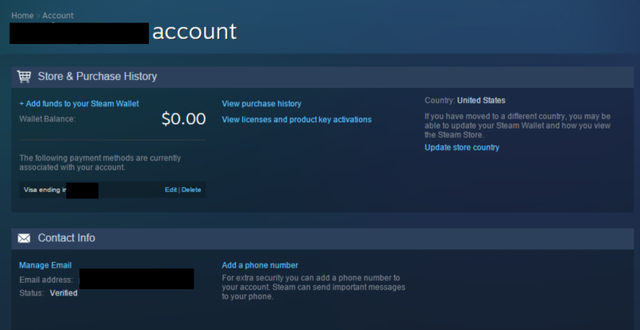 Home > Account
account
Store & Purchase History
+ Add funds to your Steam Wallet
Wallet Balance:
$0.00
The following payment methods are currently
associated with your account.
Visa ending in
Edit | Delete
View purchase history
View licenses and product key activations
Country: United States
If you have moved to a different country, you may be
able to update your Steam Wallet and how you view
the Steam Store.
Update store country
Contact Info
Manage Email
Email address:
Status: Verified
Add a phone number
For extra security you can add a phone number to
your account. Steam can send important messages
to your phone.